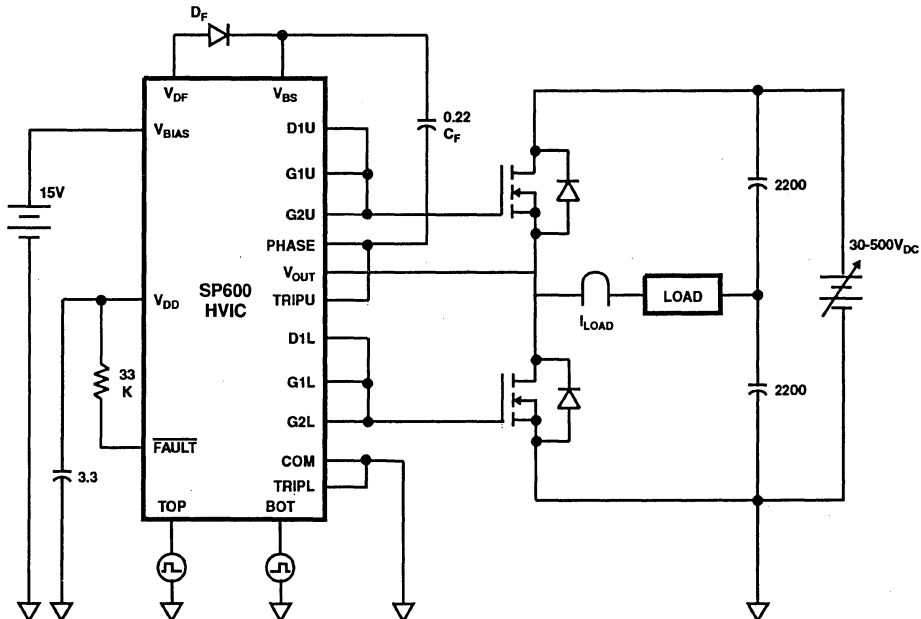 DF
VDF
VBS
VBIAS
D1U
0.22
CF
G1U
15V
G2U
2200
PHASE
30-500VDC
VOUT
SP600
HVIC
VDD
TRIPU
LOAD
ILOAD
D1L
33
K
G1L
2200
G2L
FAULT
COM
3.3
TRIPL
TOP
BOT